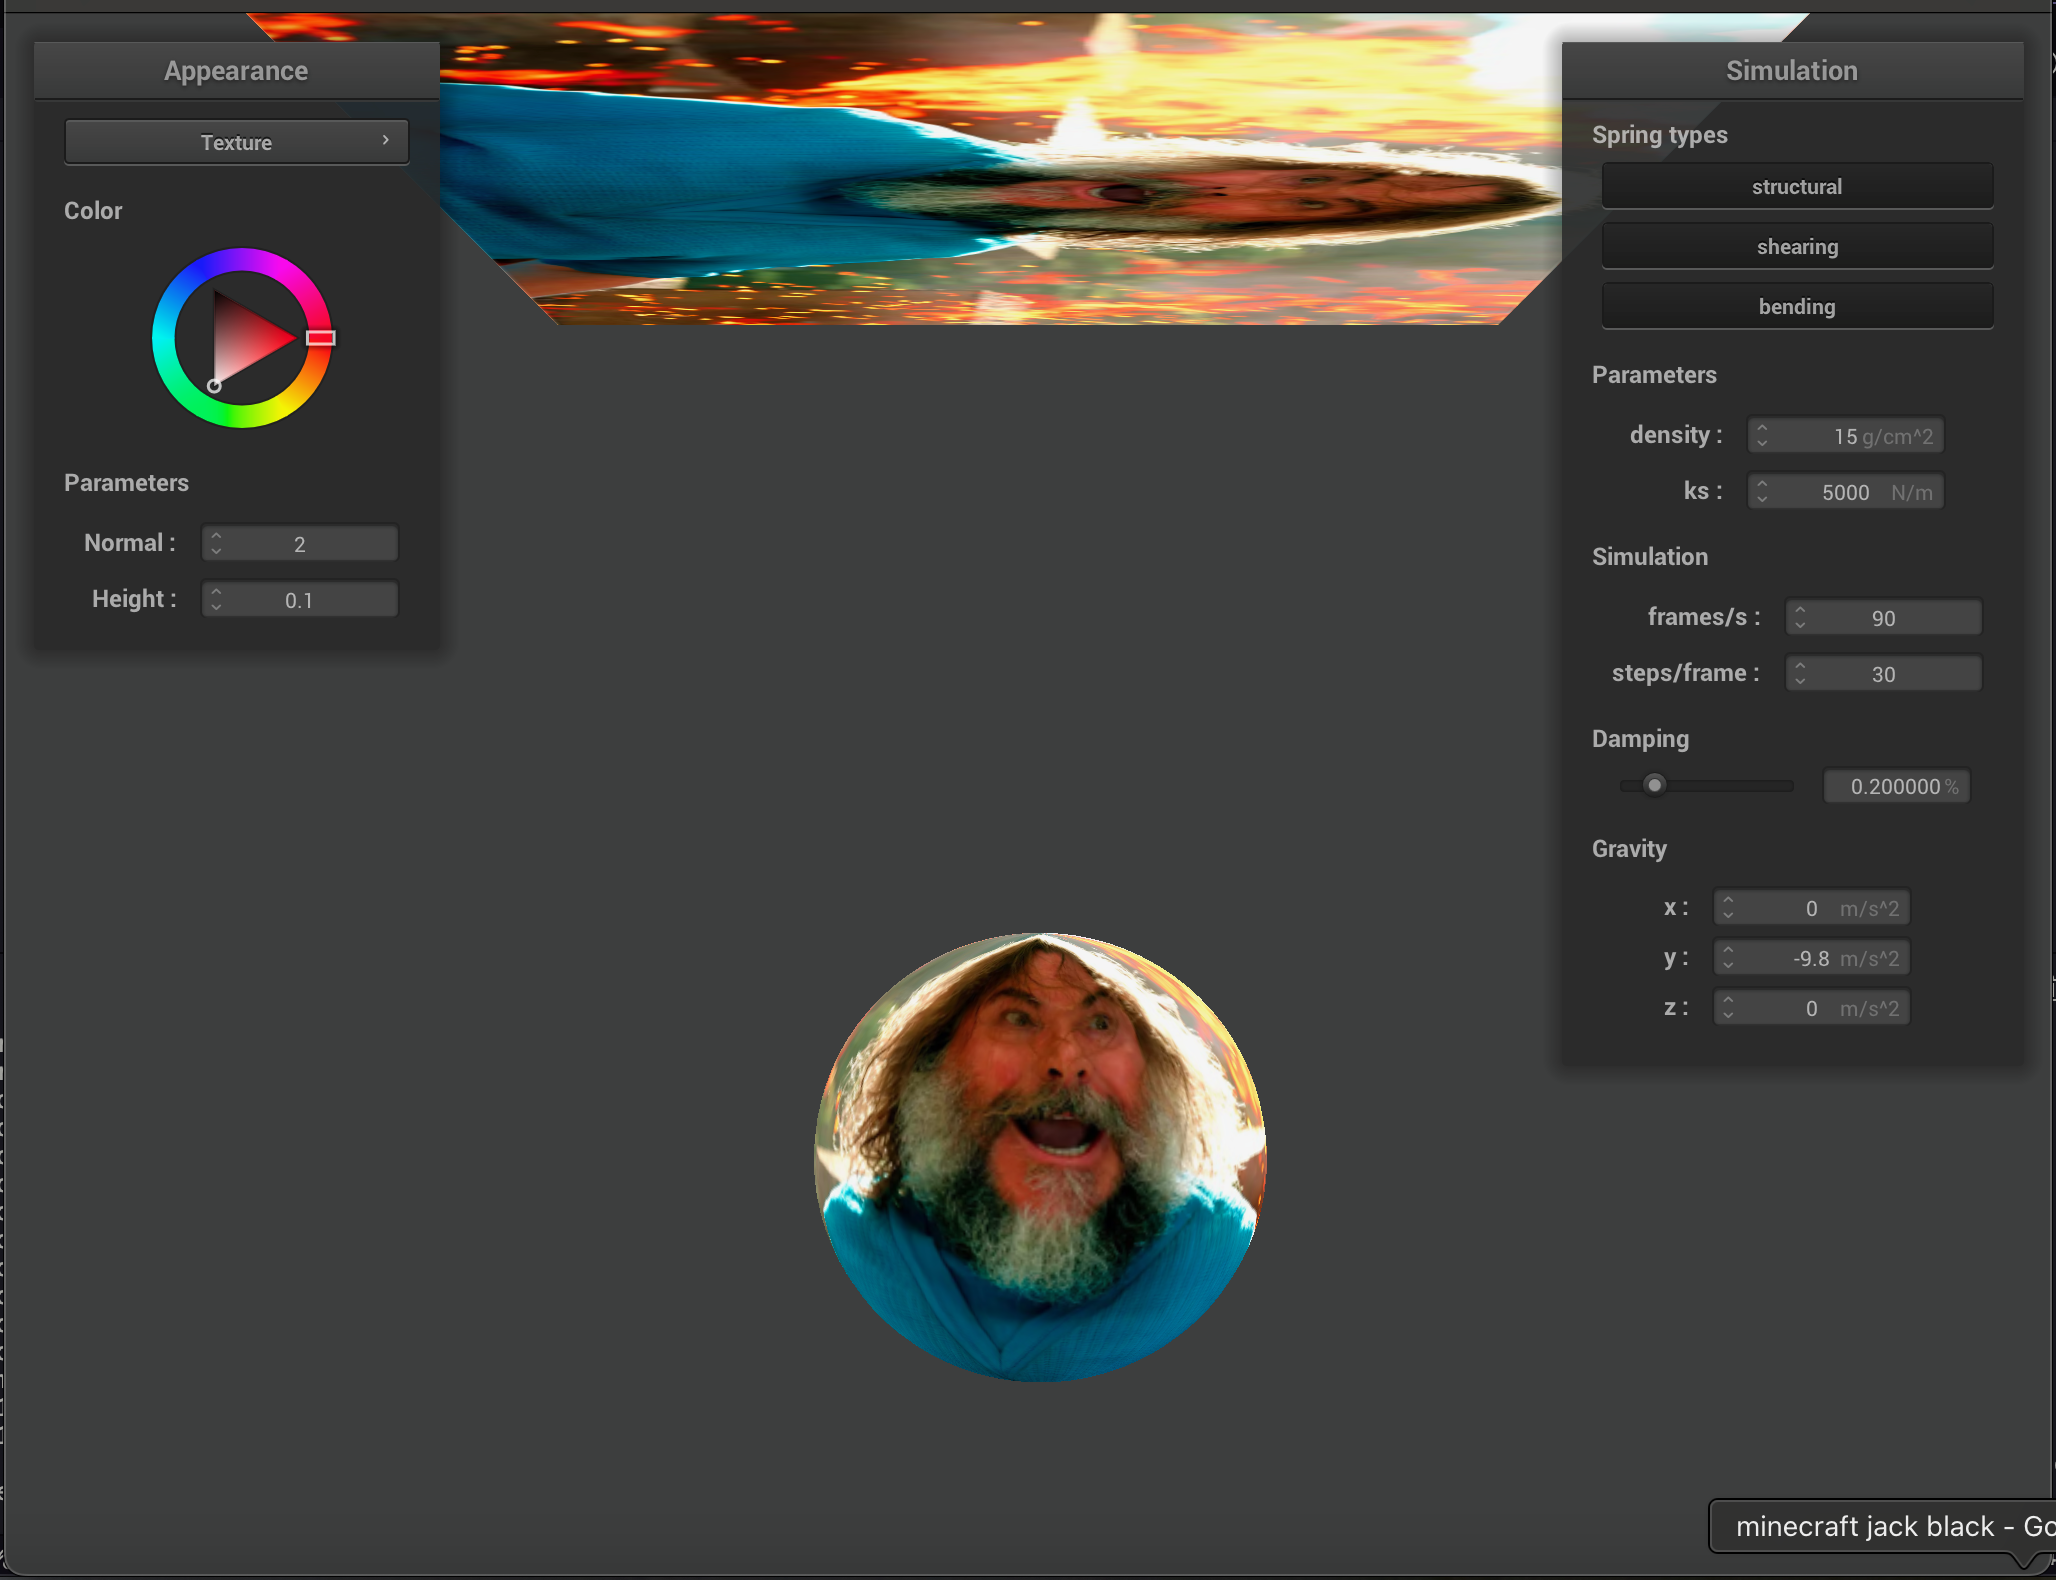 Appearance
Texture
Color
Parameters
Normal :
2
Height :
0.1
Simulation
Spring types
structural
shearing
bending
Parameters
density :
15 g/cm^2
ks :
5000 N/m
Simulation
frames/s :
90
steps/frame :
30
Damping
0.200000 %
Gravity
x :
0 m/s^2
y :
-9.8 m/s^2
z :
0 m/s^2
minecraft jack black - Go